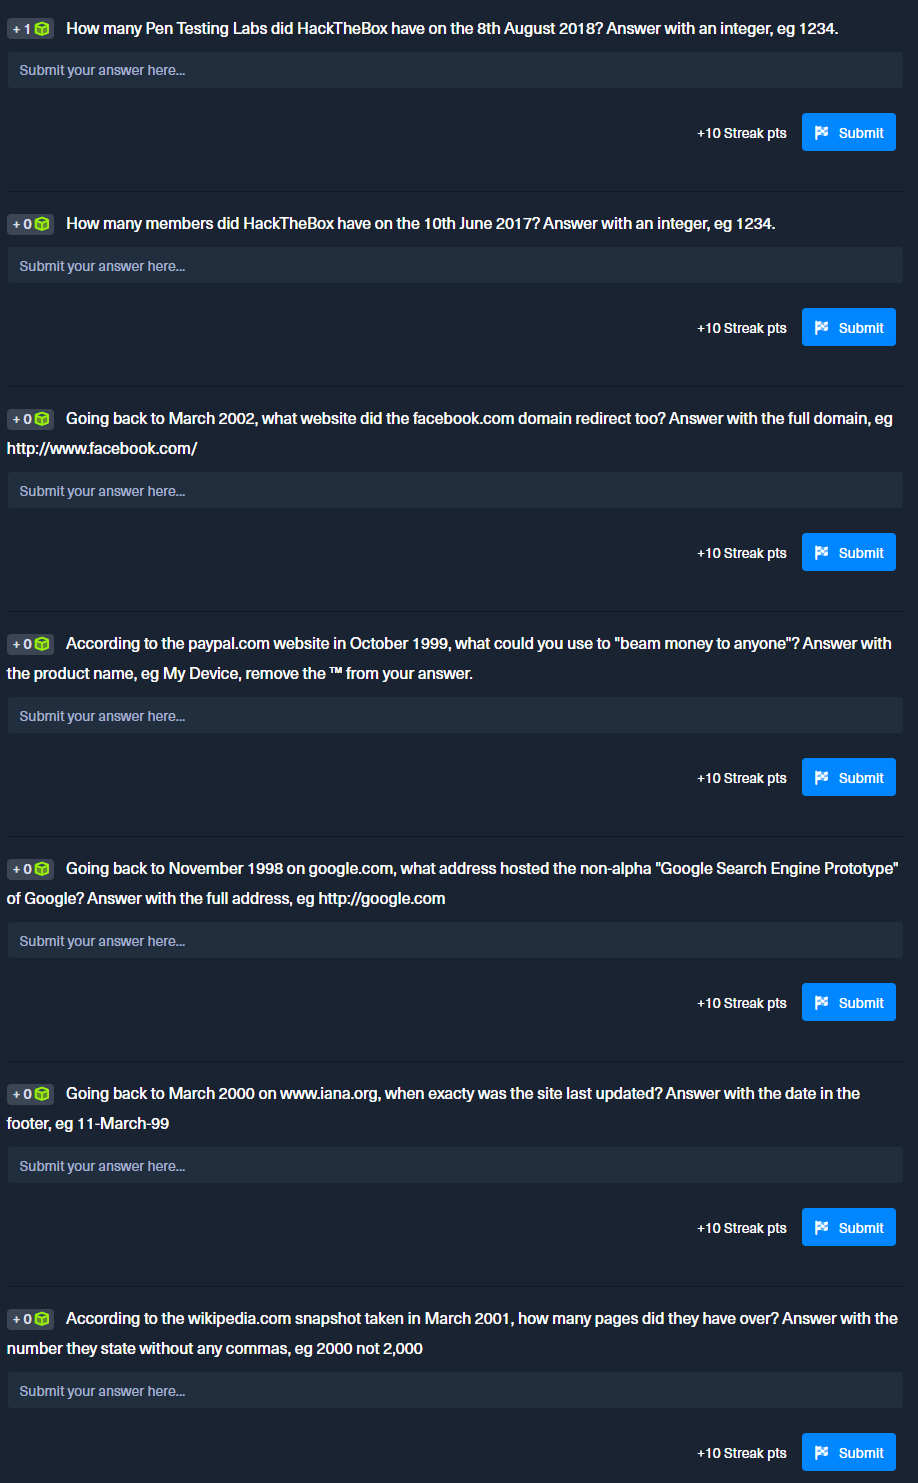 + 1 How many Pen Testing Labs did HackTheBox have on the 8th August 2018? Answer with an integer, eg 1234.
Submit your answer here...
+10 Streak pts Submit
+ 0 How many members did HackTheBox have on the 10th June 2017? Answer with an integer, eg 1234.
Submit your answer here...
+10 Streak pts Submit
+ 0 Going back to March 2002, what website did the facebook.com domain redirect too? Answer with the full domain, eg
http://www.facebook.com/
Submit your answer here...
+10 Streak pts Submit
+ 0 According to the paypal.com website in October 1999, what could you use to "beam money to anyone"? Answer with
the product name, eg My Device, remove the ™ from your answer.
Submit your answer here...
+10 Streak pts Submit
+ 0 Going back to November 1998 on google.com, what address hosted the non-alpha "Google Search Engine Prototype"
of Google? Answer with the full address, eg http://google.com
Submit your answer here...
+10 Streak pts Submit
+ 0 Going back to March 2000 on www.iana.org, when exacty was the site last updated? Answer with the date in the
footer, eg 11-March-99
Submit your answer here...
+10 Streak pts Submit
+ 0 According to the wikipedia.com snapshot taken in March 2001, how many pages did they have over? Answer with the
number they state without any commas, eg 2000 not 2,000
Submit your answer here...
+10 Streak pts Submit